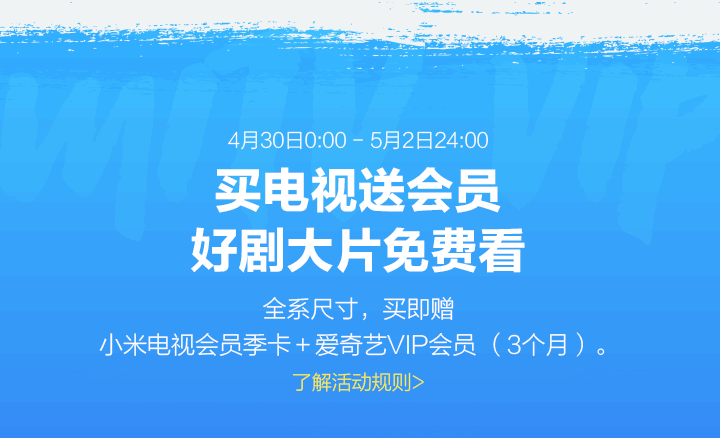 MiTV VIP
4月30日0:00 - 5月2日24:00
买电视送会员
好剧大片免费看
全系尺寸，买即赠
小米电视会员季卡+爱奇艺VIP会员（3个月）。
了解活动规则>